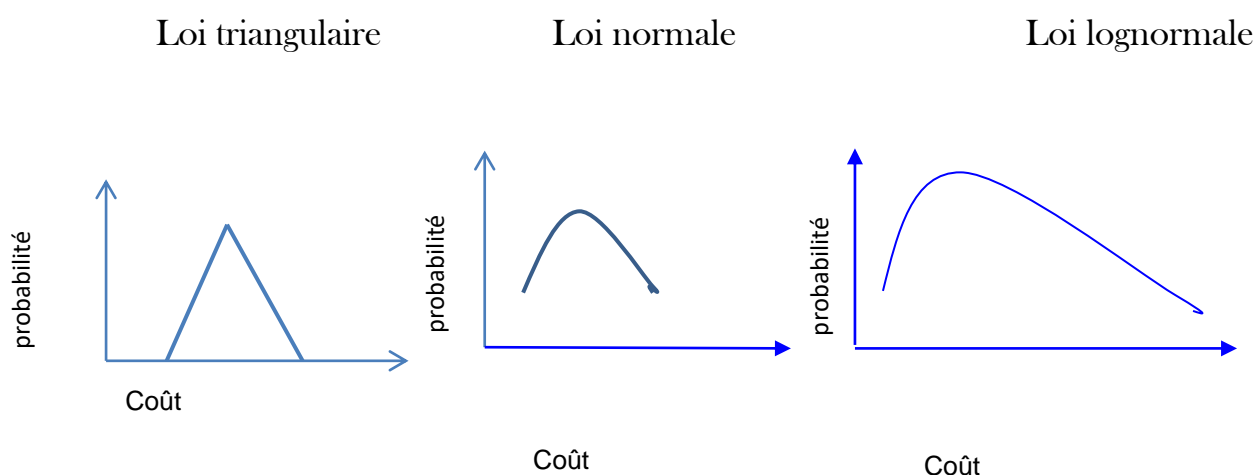 Loi triangulaire
Loi normale
Loi lognormale
probabilité
probabilité
probabilité
Coût
Coût
Coût